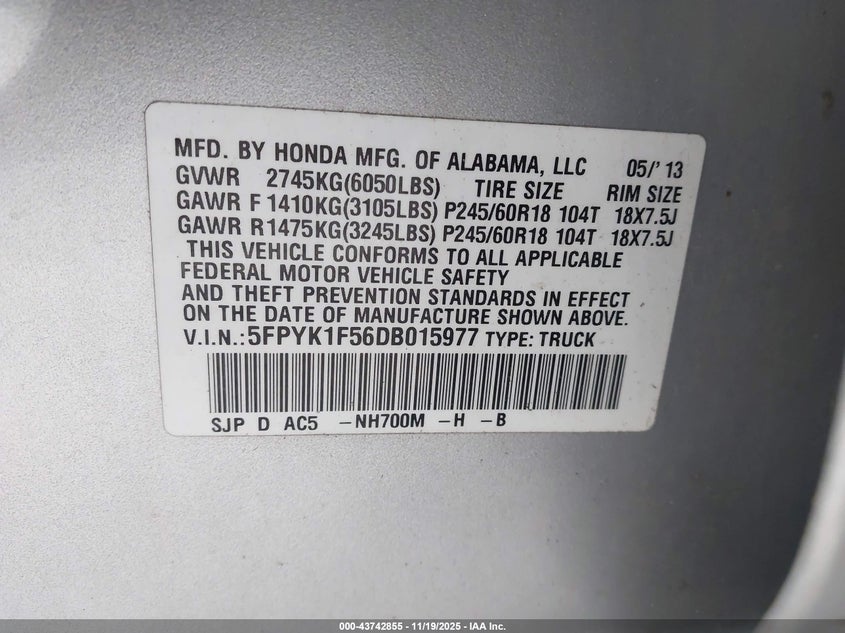 MFD. BY HONDA MFG. OF ALABAMA, LLC 05/'13
GVWR 2745KG(6050LBS) TIRE SIZE RIM SIZE
GAWR F 1410KG(3105LBS) P245/60R18 104T 18X7.5J
GAWR R1475KG(3245LBS) P245/60R18 104T 18X7.5J
THIS VEHICLE CONFORMS TO ALL APPLICABLE
FEDERAL MOTOR VEHICLE SAFETY
AND THEFT PREVENTION STANDARDS IN EFFECT
ON THE DATE OF MANUFACTURE SHOWN ABOVE.
V.I.N.:5FPYK1F56DB015977 TYPE: TRUCK
SJP D AC5 –NH700M –H –B
000-43742855 - 11/19/2025 - IAA Inc.